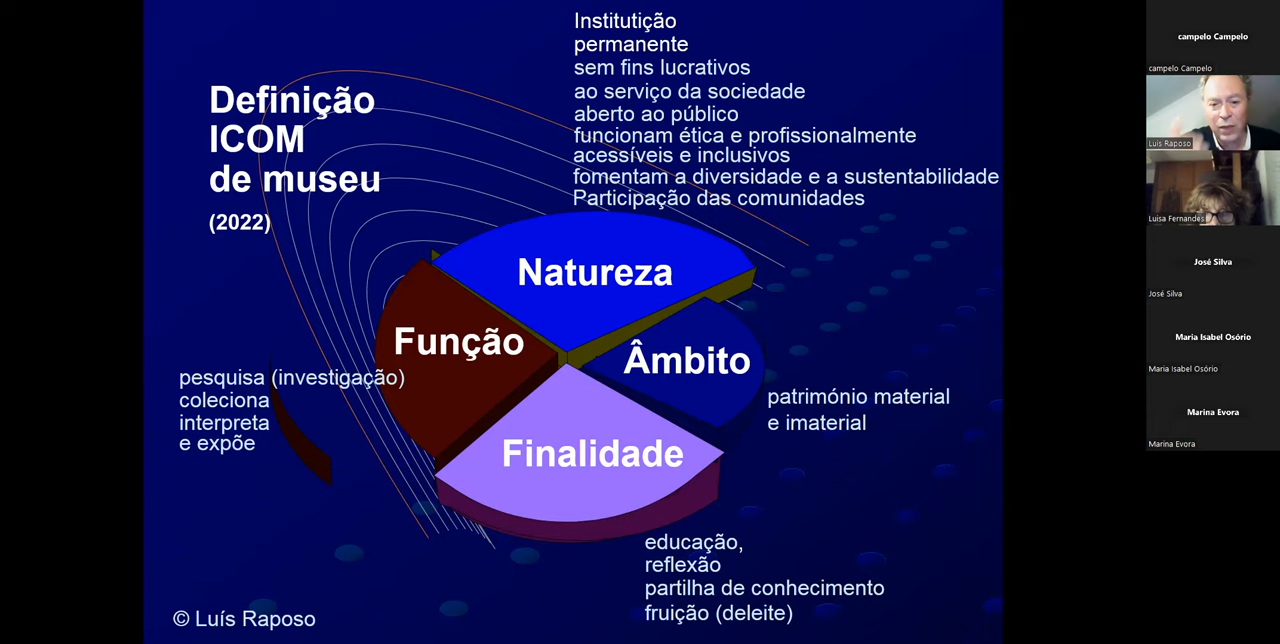 Definição
ICOM
de museu
(2022)
Institutição
permanente
sem fins lucrativos
ao serviço da sociedade
aberto ao público
funcionam ética e profissionalmente
acessíveis e inclusivos
fomentam a diversidade e a sustentabilidade
Participação das comunidades
Natureza
Função
Âmbito
Finalidade
pesquisa (investigação)
coleciona
interpreta
e expõe
património material
e imaterial
educação,
reflexão
partilha de conhecimento
fruição (deleite)
© Luís Raposo
campelo Campelo
campelo Campelo
Luis Raposo
Luisa Fernandes
José Silva
José Silva
Maria Isabel Osório
Maria Isabel Osório
Marina Evora
Marina Evora